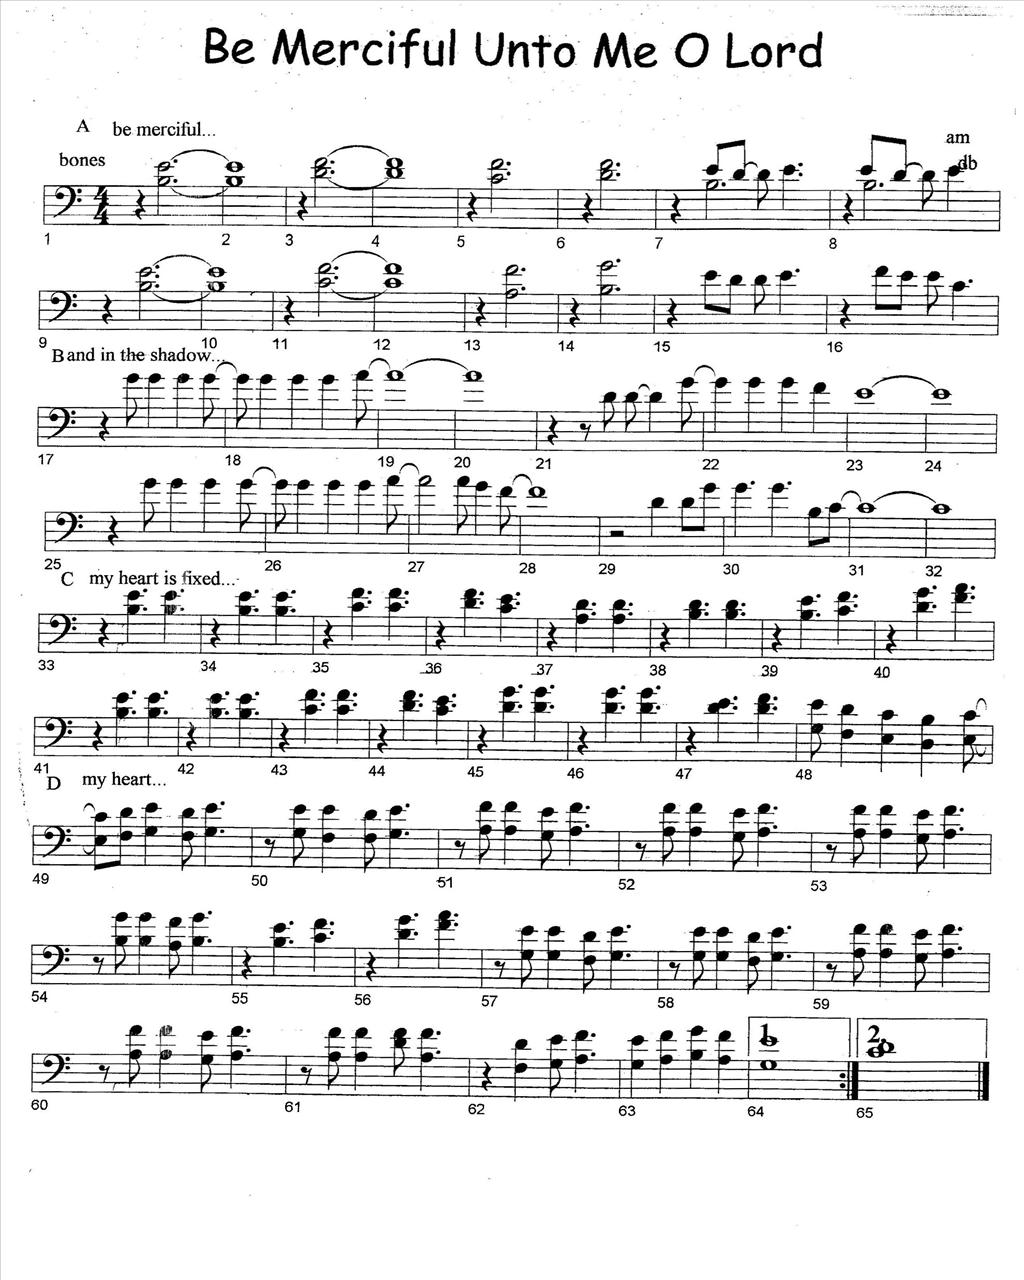 Be Merciful Unto Me O Lord
A be merciful...
bones
am
db
4
4
1 2 3 4 5 6 7 8
9 10 11 12 13 14 15 16
B and in the shadow...
17 18 19 20 21 22 23 24
25 26 27 28 29 30 31 32
C my heart is fixed...
33 34 35 36 37 38 39 40
41 42 43 44 45 46 47 48
D my heart...
49 50 51 52 53
54 55 56 57 58 59
1. 2.
60 61 62 63 64 65